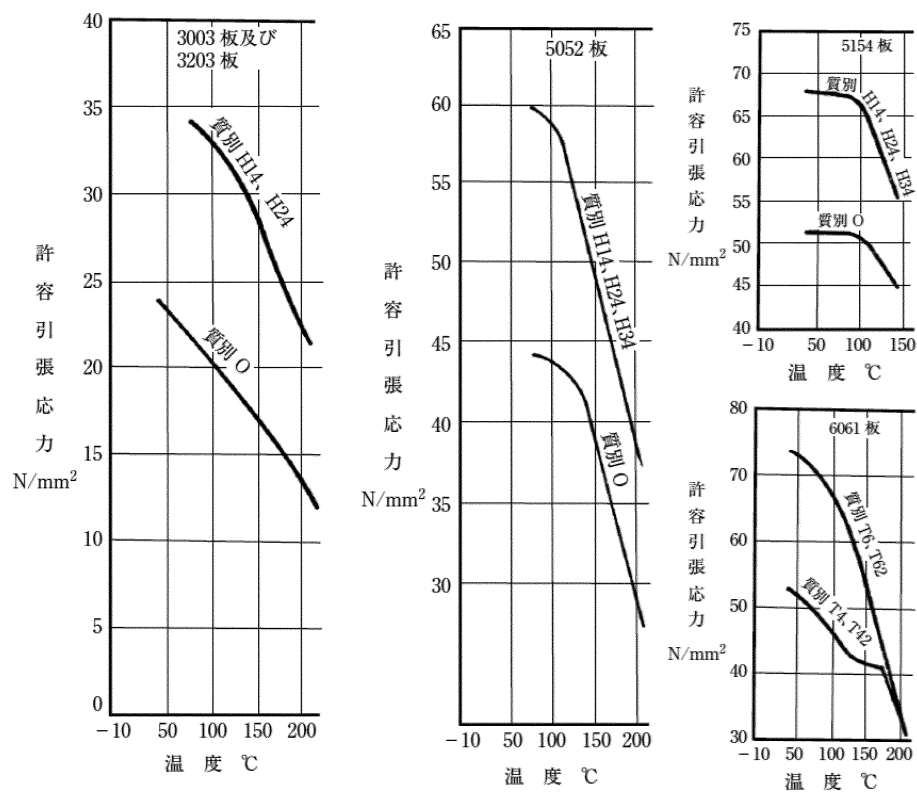 3003 板及び
3203 板
40
35
30
25
20
15
10
5
0
許容引張応力
N/mm²
質別 H14、H24
質別 O
−10 50 100 150 200
温度 ℃
5052 板
65
60
55
50
45
40
35
30
許容引張応力
N/mm²
質別 H14、H24、H34
質別 O
−10 50 100 150 200
温度 ℃
5154 板
75
70
65
60
55
50
45
40
許容引張応力
N/mm²
質別 H14、H24、H34
質別 O
−10 50 100 150
温度 ℃
6061 板
80
70
60
50
40
30
許容引張応力
N/mm²
質別 T6、T62
質別 T4、T42
−10 50 100 150 200
温度 ℃